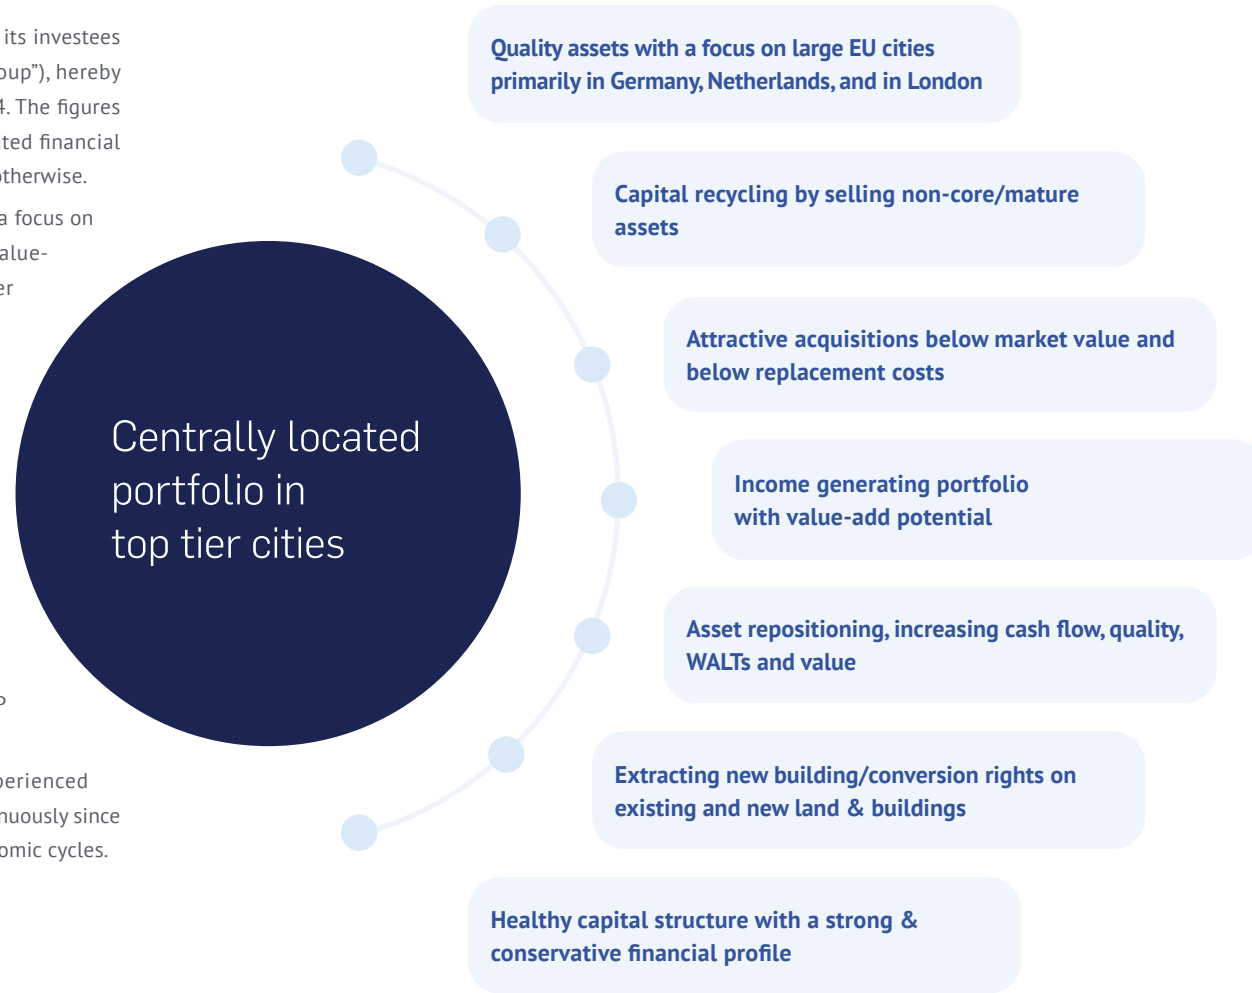 its investees
oup”), hereby
4. The figures
ted financial
otherwise.
a focus on
alue-
er
P
perienced
nuously since
omic cycles.
Centrally located
portfolio in
top tier cities
Quality assets with a focus on large EU cities
primarily in Germany, Netherlands, and in London
Capital recycling by selling non-core/mature
assets
Attractive acquisitions below market value and
below replacement costs
Income generating portfolio
with value-add potential
Asset repositioning, increasing cash flow, quality,
WALTs and value
Extracting new building/conversion rights on
existing and new land & buildings
Healthy capital structure with a strong &
conservative financial profile